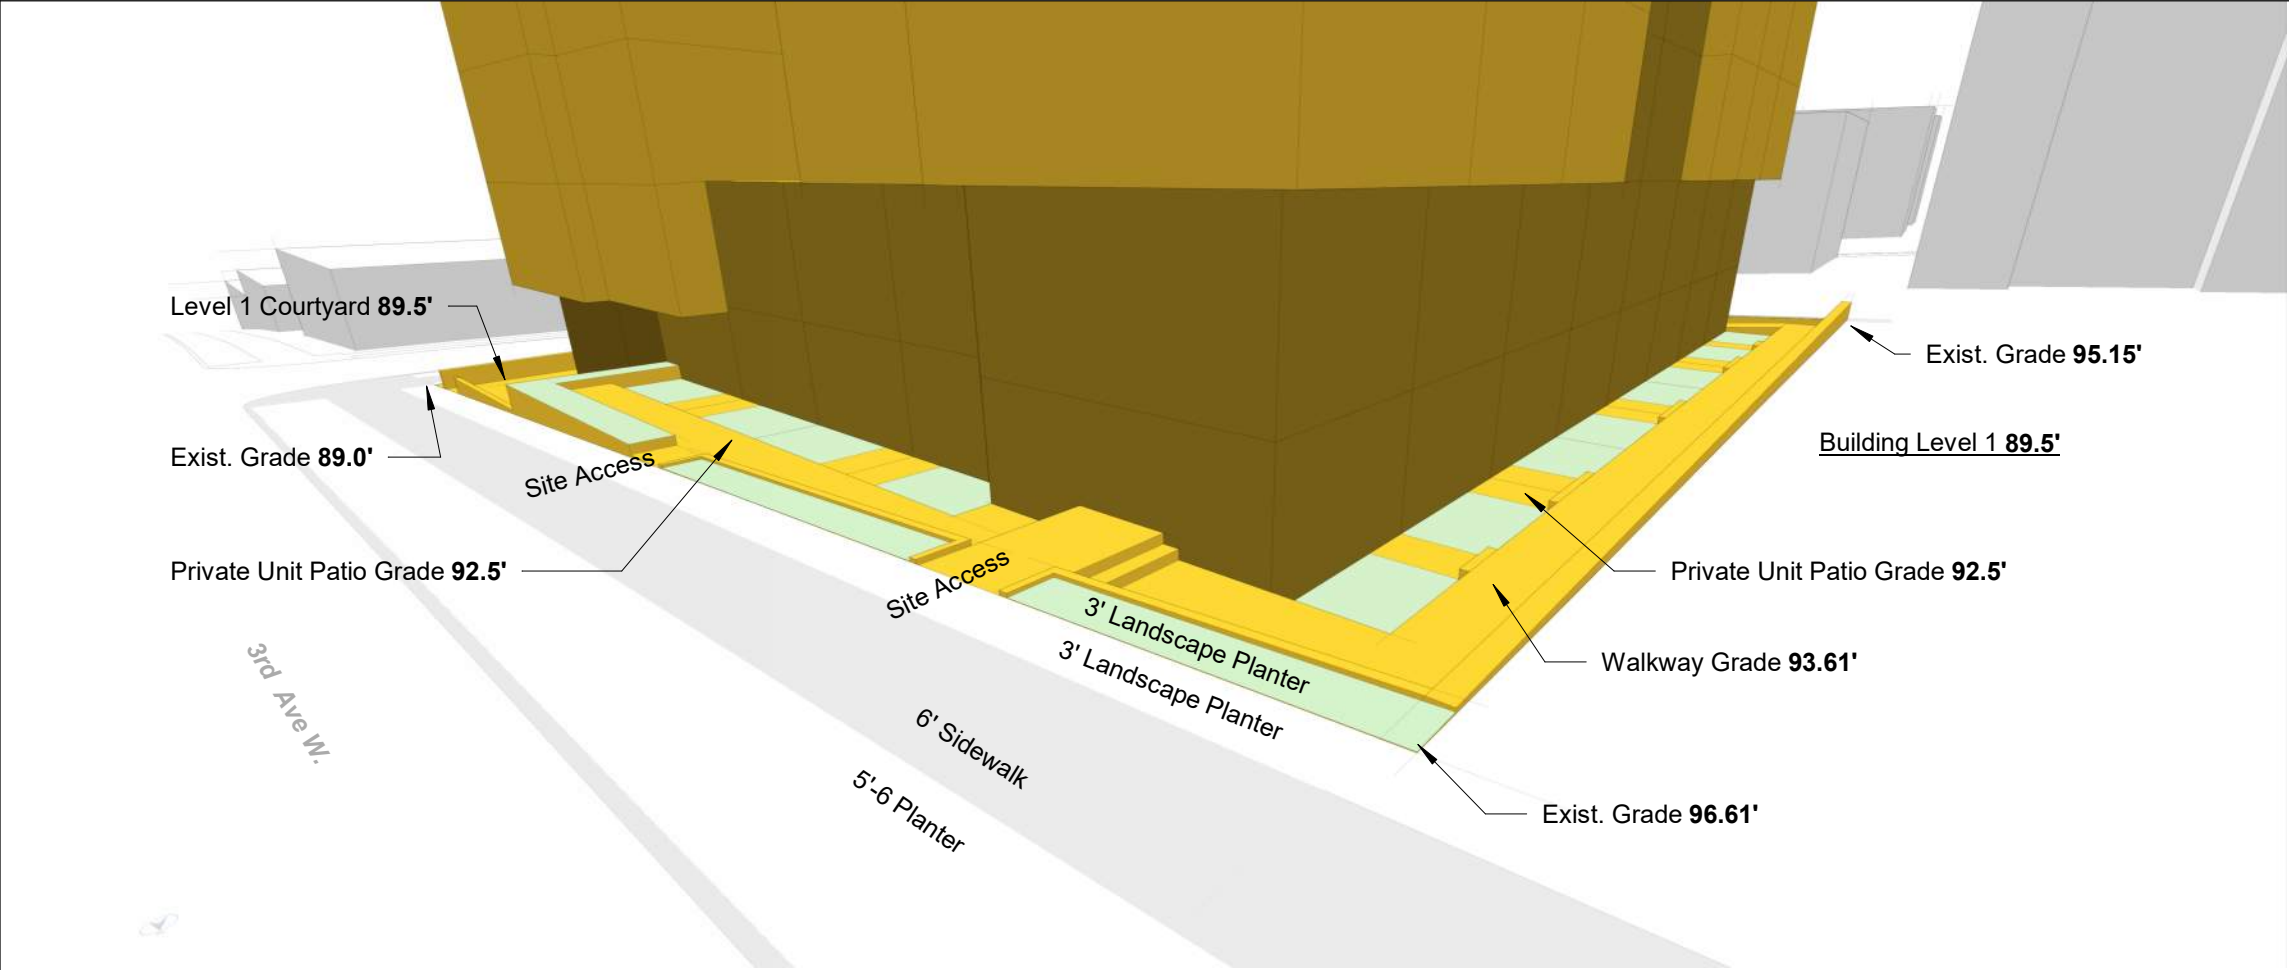 Level 1 Courtyard 89.5'
Exist. Grade 95.15'
Building Level 1 89.5'
Exist. Grade 89.0'
Site Access
Private Unit Patio Grade 92.5'
Site Access
Private Unit Patio Grade 92.5'
3' Landscape Planter
3' Landscape Planter
Walkway Grade 93.61'
3rd Ave W.
6' Sidewalk
5'-6 Planter
Exist. Grade 96.61'